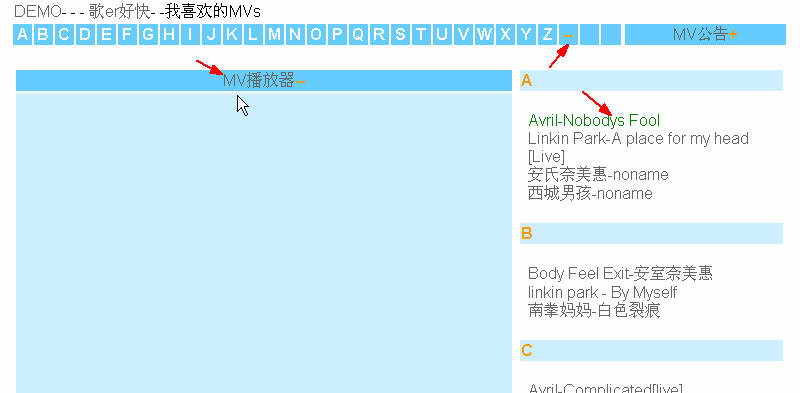 DEMO- - - 歌er好快- -我喜欢的MVs
A B C D E F G H I J K L M N O P Q R S T U V W X Y Z – MV公告+
MV播放器–
A
Avril-Nobodys Fool
Linkin Park-A place for my head
[Live]
安氏奈美惠-noname
西城男孩-noname
B
Body Feel Exit-安室奈美惠
linkin park - By Myself
南拳妈妈-白色裂痕
C
Avril-Complicated[live]